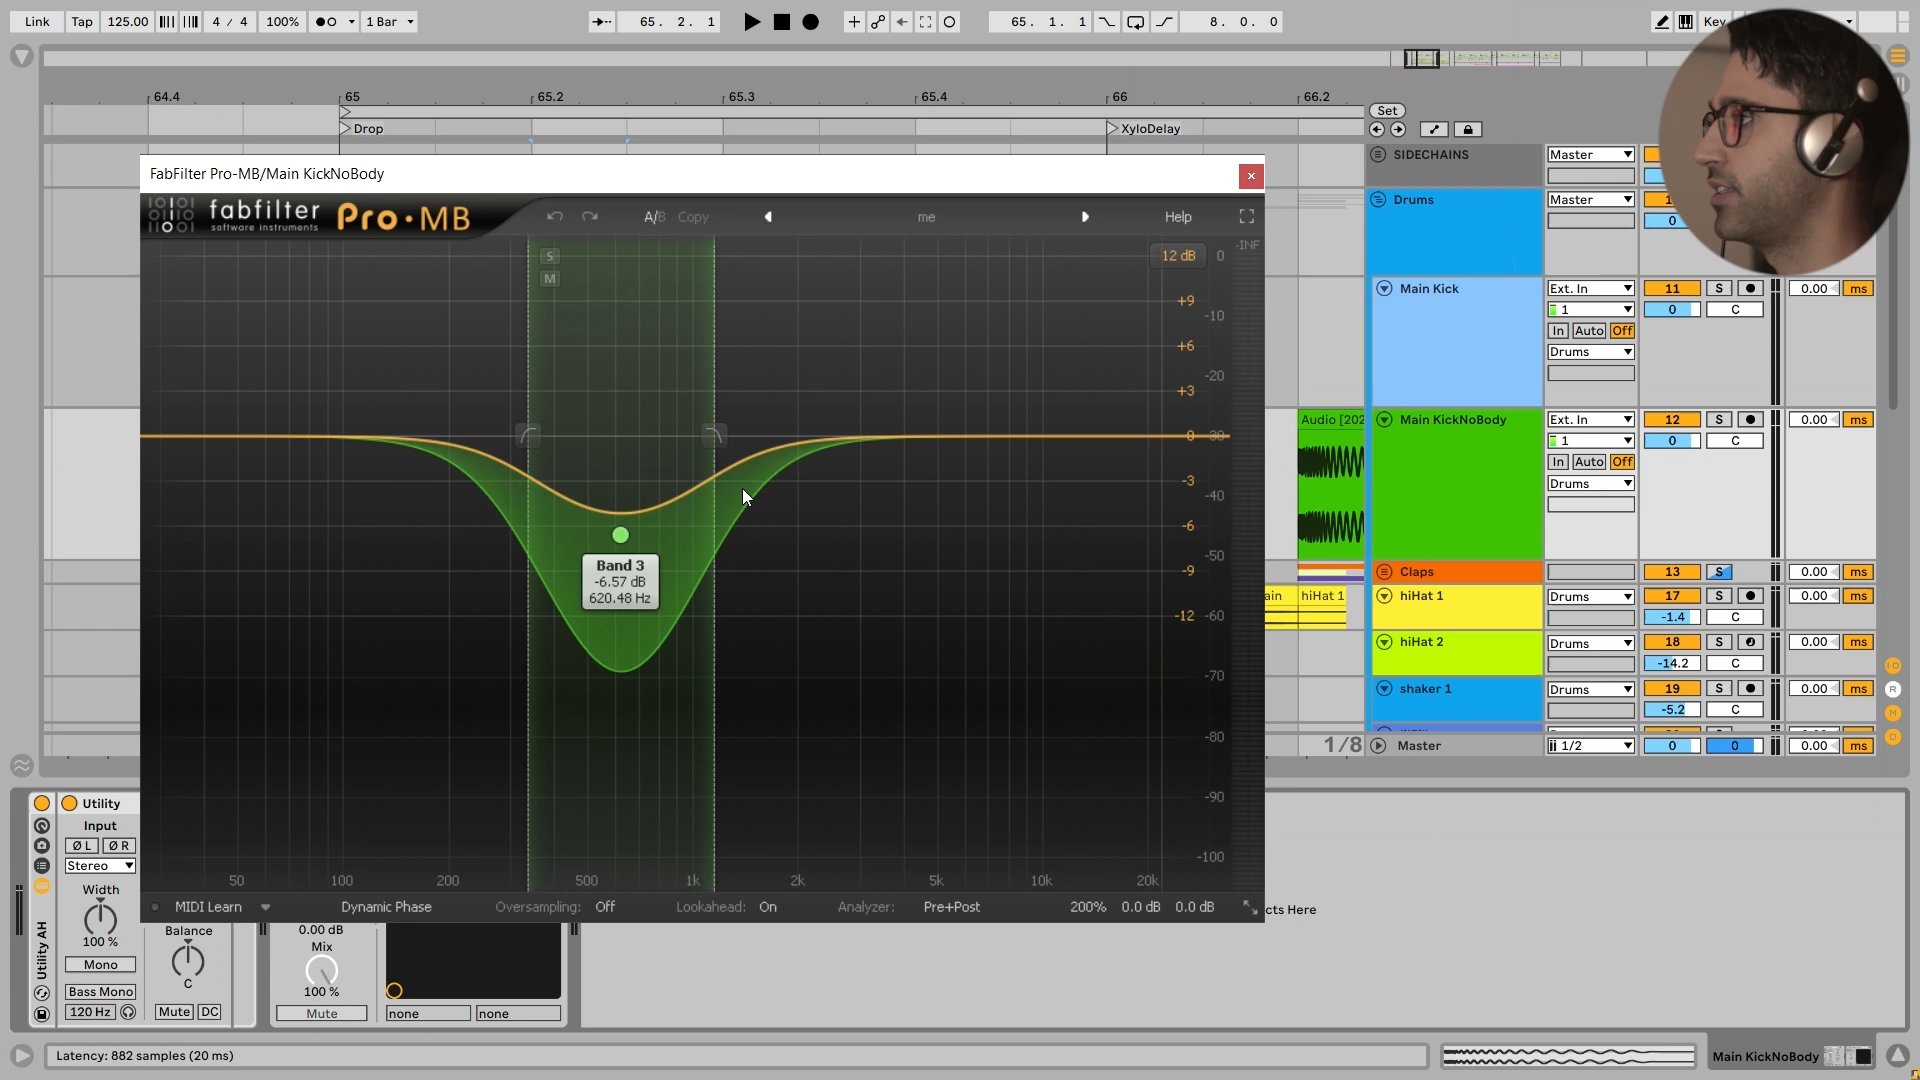 Link Tap 125.00 4 / 4 100% 1 Bar 65. 2. 1 65. 1. 1 8. 0. 0 Key
64.4 65 65.2 65.3 65.4 66 66.2
Set
Drop XyloDelay
SIDECHAINS Master
FabFilter Pro-MB/Main KickNoBody
fabfilter
software instruments
Pro·MB
A/B Copy me Help
Drums Master
0
S
M
12 dB 0 -INF
+9 -10
+6 -20
+3
0 -30
-3 -40
-6 -50
-9
-12 -60
-70
-80
-90
-100
Band 3
-6.57 dB
620.48 Hz
50 100 200 500 1k 2k 5k 10k 20k
MIDI Learn Dynamic Phase Oversampling: Off Lookahead: On Analyzer: Pre+Post 200% 0.0 dB 0.0 dB
Main Kick Ext. In 11 S 0.00 ms
1 0 C
In Auto Off
Drums
Audio [202 Main KickNoBody Ext. In 12 S 0.00 ms
1 0 C
In Auto Off
Drums
Claps 13 S 0.00 ms
ain hiHat 1 hiHat 1 Drums 17 S 0.00 ms
-1.4 C
hiHat 2 Drums 18 S 0.00 ms
-14.2 C
shaker 1 Drums 19 S 0.00 ms
-5.2 C
1/8 Master 1/2 0 0 0.00 ms
I·O
R
M
D
Utility
Input
Ø L Ø R
Stereo
Width
100 %
Mono
Bass Mono
120 Hz
Balance
C
Mute DC
Utility AH
0.00 dB
Mix
100 %
Mute
none none
cts Here
Latency: 882 samples (20 ms) Main KickNoBody